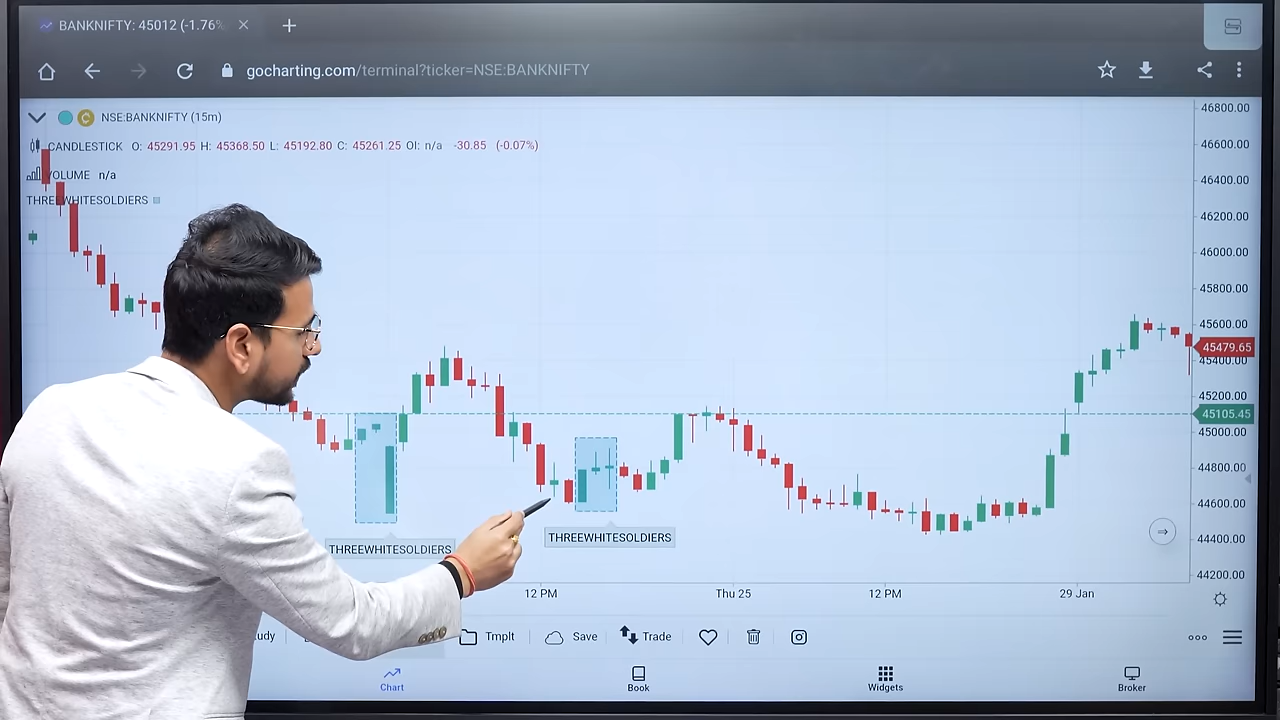 BANKNIFTY: 45012 (-1.76%
gocharting.com/terminal?ticker=NSE:BANKNIFTY
NSE:BANKNIFTY (15m)
CANDLESTICK O: 45291.95 H: 45368.50 L: 45192.80 C: 45261.25 OI: n/a -30.85 (-0.07%)
VOLUME n/a
THREEWHITESOLDIERS
46800.00
46600.00
46400.00
46200.00
46000.00
45800.00
45600.00
45479.65
45400.00
45200.00
45105.45
45000.00
44800.00
44600.00
44400.00
44200.00
THREEWHITESOLDIERS
THREEWHITESOLDIERS
12 PM
Thu 25
12 PM
29 Jan
udy
Tmplt
Save
Trade
Chart
Book
Widgets
Broker